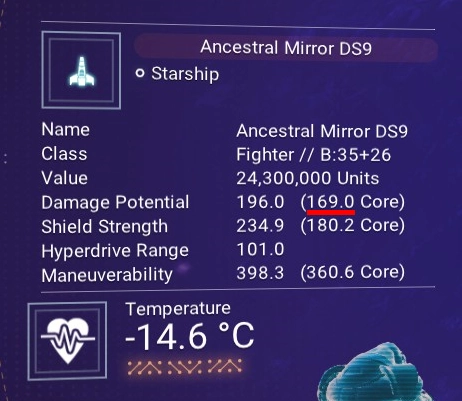 Ancestral Mirror DS9
Starship
Name Ancestral Mirror DS9
Class Fighter // B:35+26
Value 24,300,000 Units
Damage Potential 196.0 (169.0 Core)
Shield Strength 234.9 (180.2 Core)
Hyperdrive Range 101.0
Maneuverability 398.3 (360.6 Core)
Temperature
-14.6 °C